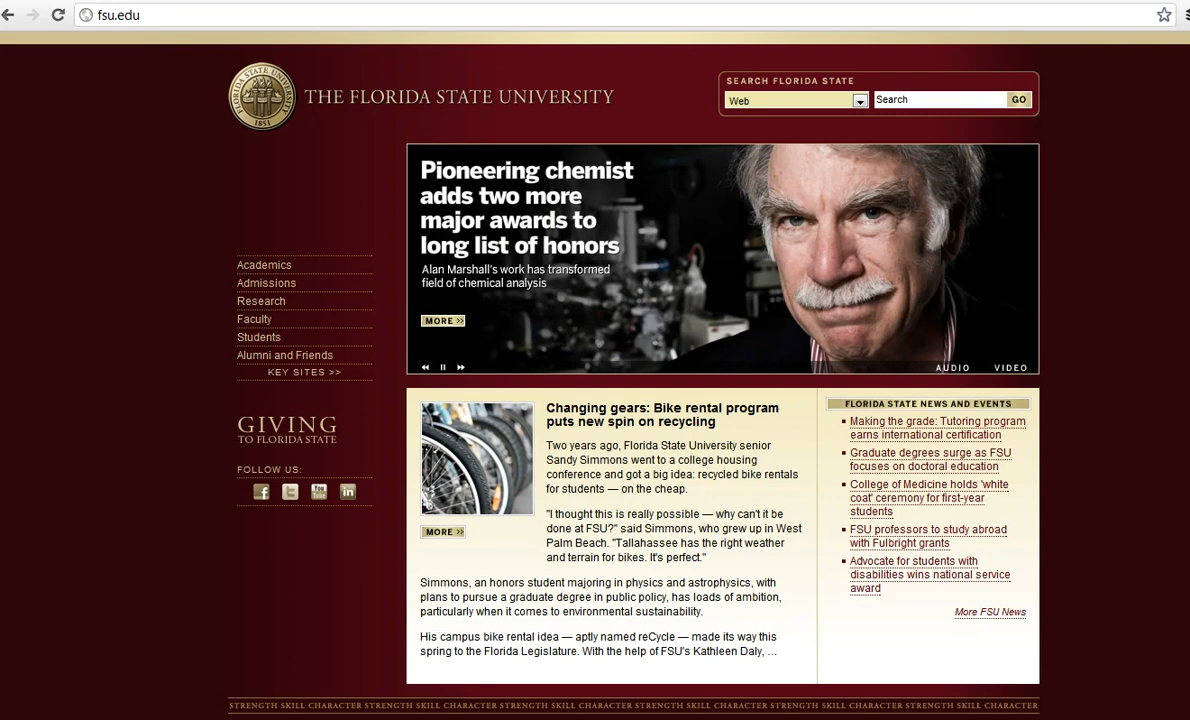 fsu.edu
FLORIDA STATE UNIVERSITY
1851
THE FLORIDA STATE UNIVERSITY
SEARCH FLORIDA STATE
Web
Search
GO
Pioneering chemist
adds two more
major awards to
long list of honors
Alan Marshall's work has transformed
field of chemical analysis
MORE >>
AUDIO
VIDEO
Academics
Admissions
Research
Faculty
Students
Alumni and Friends
KEY SITES >>
GIVING
TO FLORIDA STATE
FOLLOW US:
f
t
You
Tube
in
MORE >>
Changing gears: Bike rental program
puts new spin on recycling
Two years ago, Florida State University senior
Sandy Simmons went to a college housing
conference and got a big idea: recycled bike rentals
for students — on the cheap.
"I thought this is really possible — why can't it be
done at FSU?" said Simmons, who grew up in West
Palm Beach. "Tallahassee has the right weather
and terrain for bikes. It's perfect."
Simmons, an honors student majoring in physics and astrophysics, with
plans to pursue a graduate degree in public policy, has loads of ambition,
particularly when it comes to environmental sustainability.
His campus bike rental idea — aptly named reCycle — made its way this
spring to the Florida Legislature. With the help of FSU's Kathleen Daly, ...
FLORIDA STATE NEWS AND EVENTS
Making the grade: Tutoring program
earns international certification
Graduate degrees surge as FSU
focuses on doctoral education
College of Medicine holds 'white
coat' ceremony for first-year
students
FSU professors to study abroad
with Fulbright grants
Advocate for students with
disabilities wins national service
award
More FSU News
STRENGTH SKILL CHARACTER STRENGTH SKILL CHARACTER STRENGTH SKILL CHARACTER STRENGTH SKILL CHARACTER STRENGTH SKILL CHARACTER STRENGTH SKILL CHARACTER